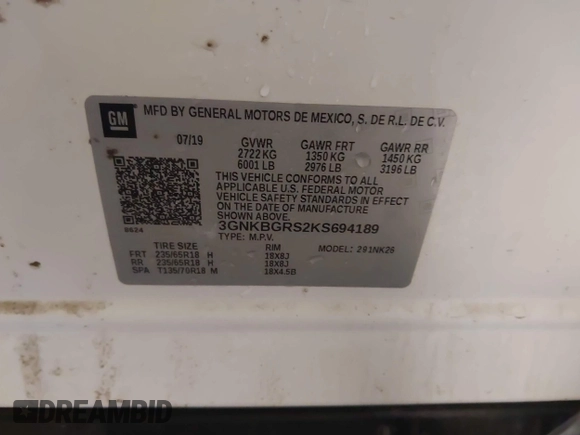 GM
MFD BY GENERAL MOTORS DE MEXICO, S. DE R.L. DE C.V.
07/19 GVWR GAWR FRT GAWR RR
2722 KG 1350 KG 1450 KG
6001 LB 2976 LB 3196 LB
THIS VEHICLE CONFORMS TO ALL
APPLICABLE U.S. FEDERAL MOTOR
VEHICLE SAFETY STANDARDS IN EFFECT
ON THE DATE OF MANUFACTURE
SHOWN ABOVE.
3GNKBGRS2KS694189
0624
TYPE: M.P.V. MODEL: 291NK26
TIRE SIZE RIM
FRT 235/65R18 H 18X8J
RR 235/65R18 H 18X8J
SPA T135/70R18 M 18X4.5B
DREAMBID